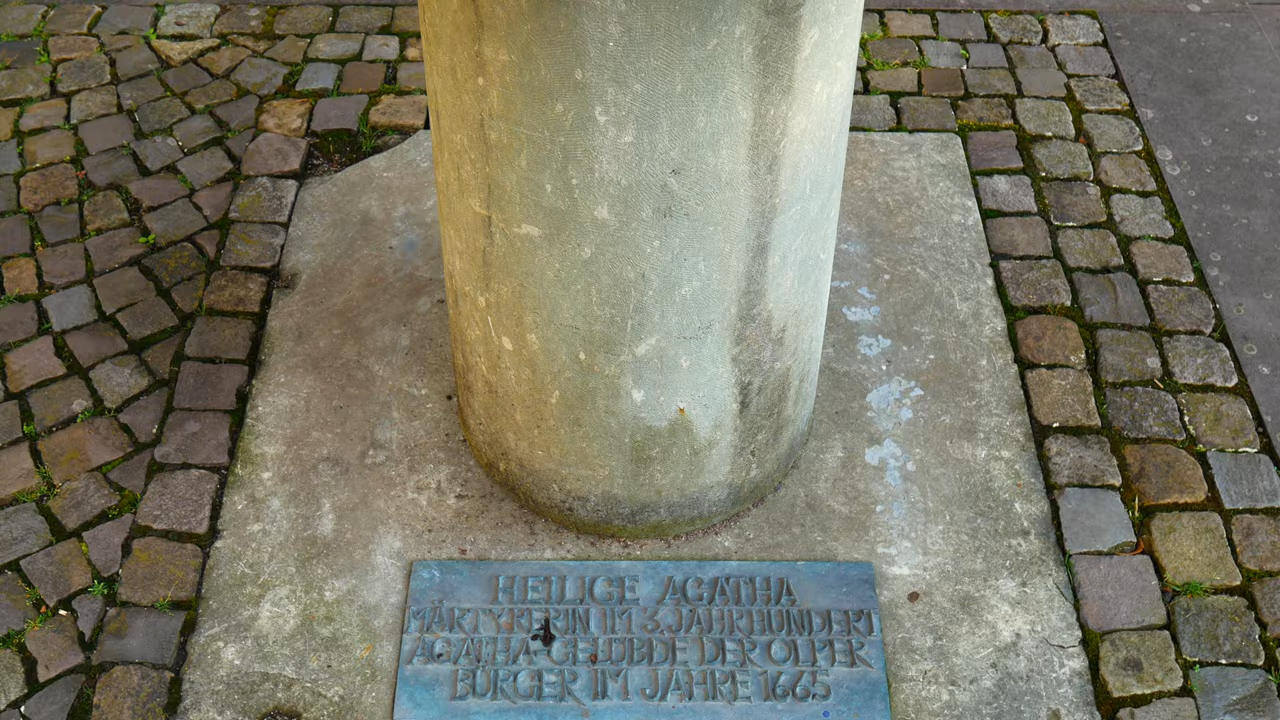 HEILIGE AGATHA
MÄRTYRERIN IM 3. JAHRHUNDERT
AGATHA-GELÜBDE DER OLPER
BÜRGER IM JAHRE 1665